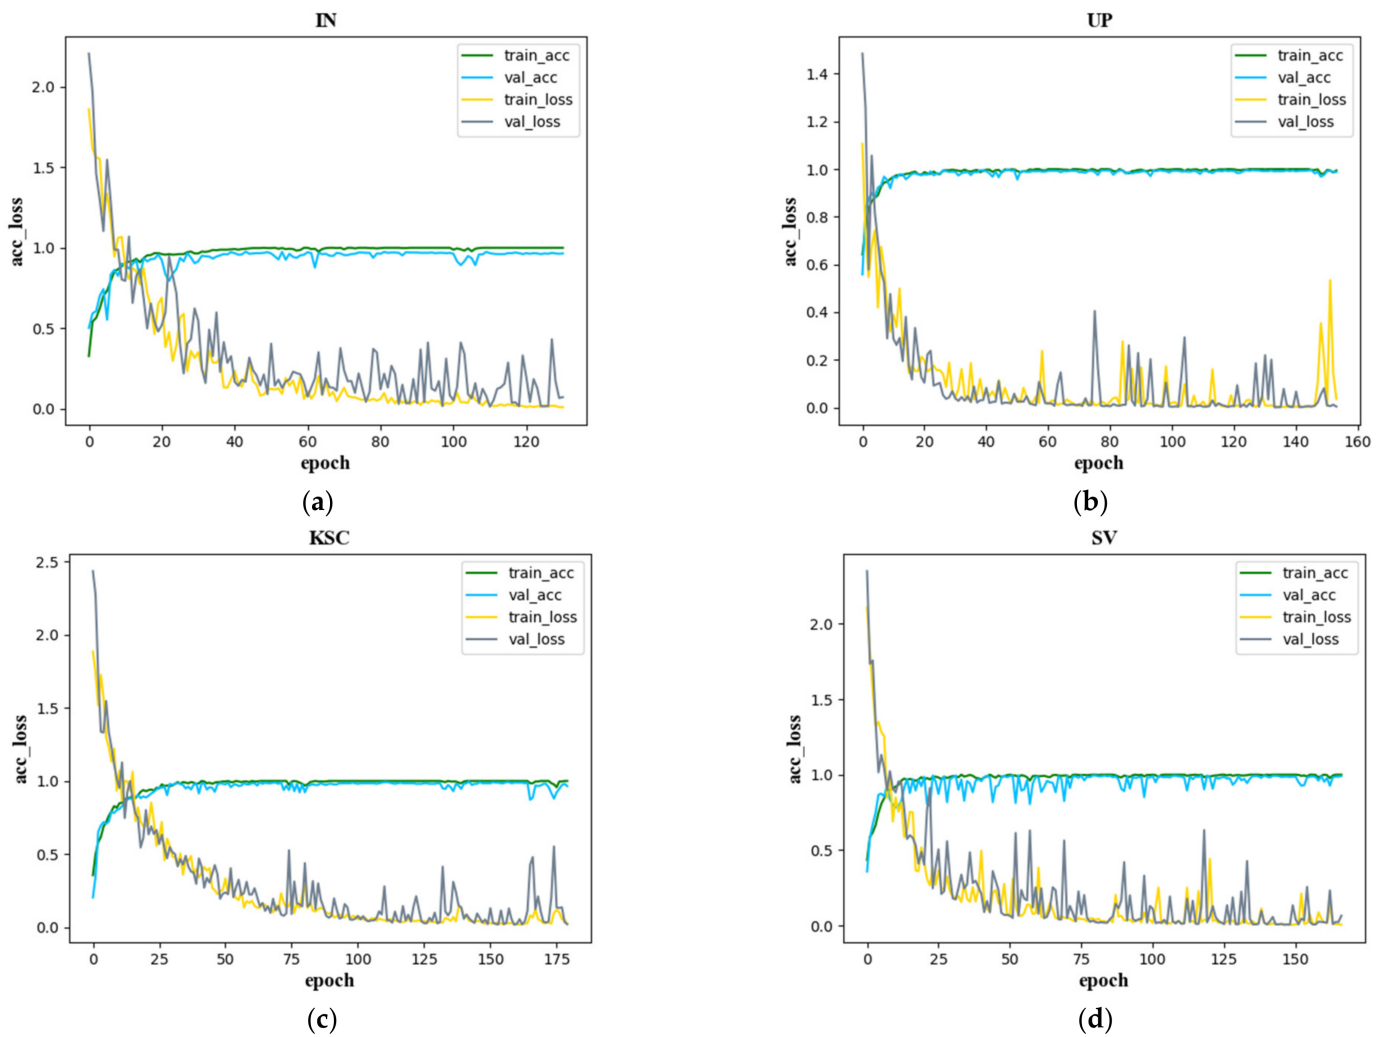 IN
train_acc
val_acc
train_loss
val_loss
acc_loss
2.0
1.5
1.0
0.5
0.0
0 20 40 60 80 100 120
epoch
(a)
UP
train_acc
val_acc
train_loss
val_loss
acc_loss
1.4
1.2
1.0
0.8
0.6
0.4
0.2
0.0
0 20 40 60 80 100 120 140 160
epoch
(b)
KSC
train_acc
val_acc
train_loss
val_loss
acc_loss
2.5
2.0
1.5
1.0
0.5
0.0
0 25 50 75 100 125 150 175
epoch
(c)
SV
train_acc
val_acc
train_loss
val_loss
acc_loss
2.0
1.5
1.0
0.5
0.0
0 25 50 75 100 125 150
epoch
(d)